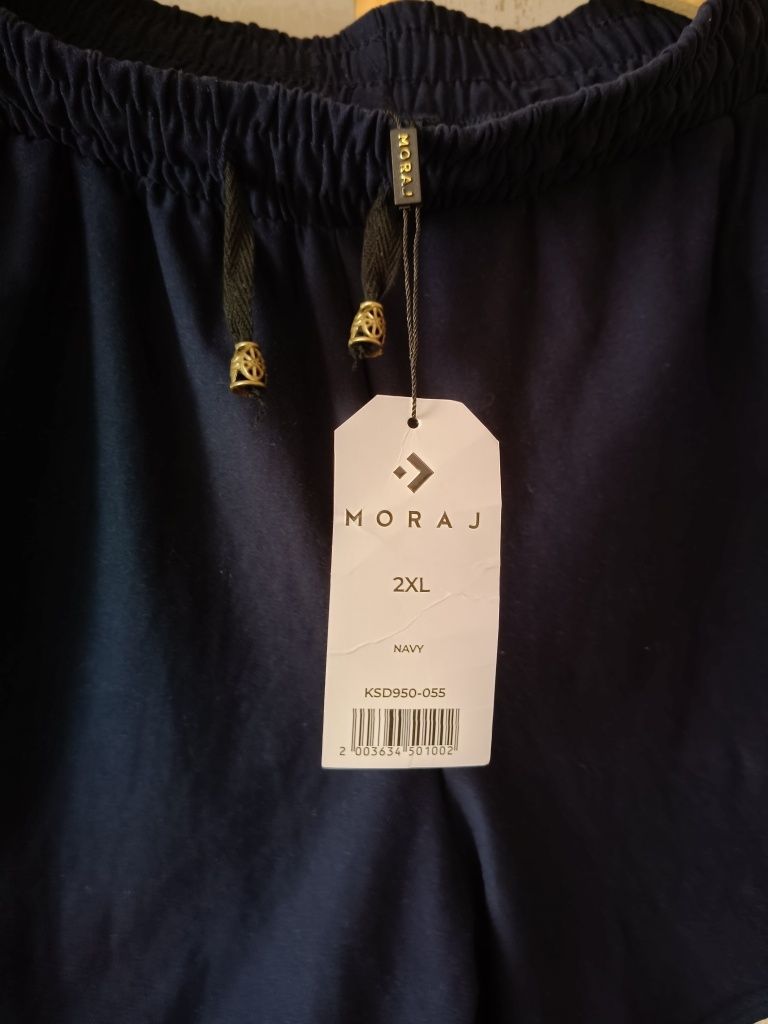 MORAJ
MORAJ
2XL
NAVY
KSD950-055
2 003634 501002